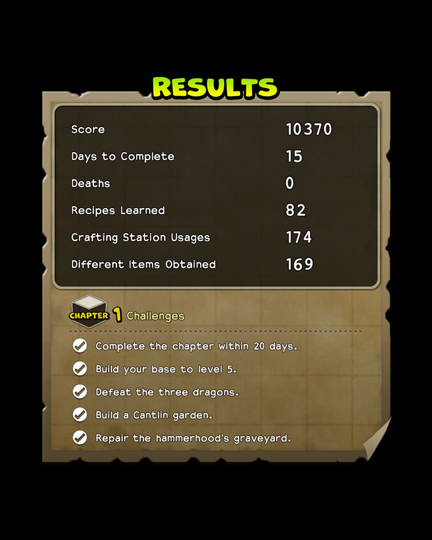 RESULTS
Score 10370
Days to Complete 15
Deaths 0
Recipes Learned 82
Crafting Station Usages 174
Different Items Obtained 169
CHAPTER 1 Challenges
Complete the chapter within 20 days.
Build your base to level 5.
Defeat the three dragons.
Build a Cantlin garden.
Repair the hammerhood's graveyard.